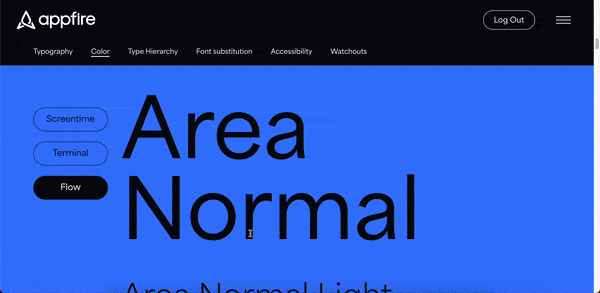 appfire
Log Out
Typography
Color
Type Hierarchy
Font substitution
Accessibility
Watchouts
Screentime
Terminal
Flow
Area
Normal
Area Normal Light